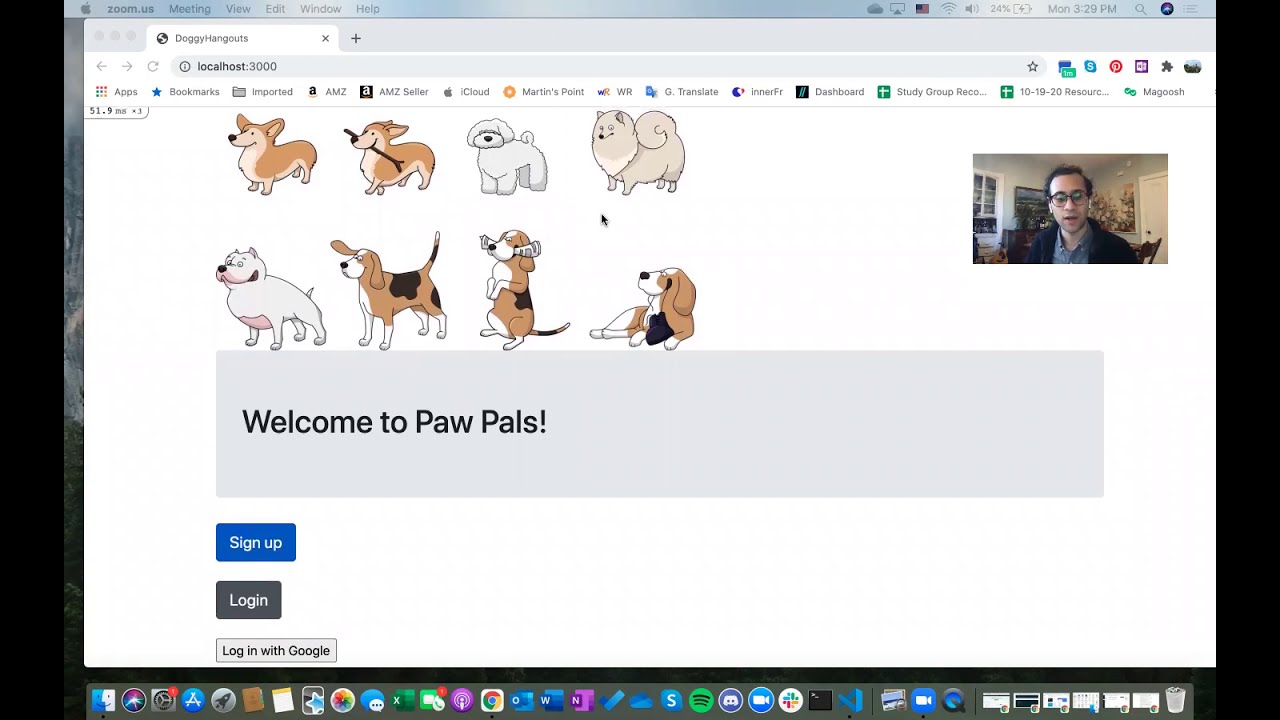 zoom.us Meeting View Edit Window Help 24% Mon 3:29 PM
DoggyHangouts
localhost:3000
1m
Apps Bookmarks Imported AMZ AMZ Seller iCloud Martin's Point WR G. Translate innerFr Dashboard Study Group Reco... 10-19-20 Resourc... Magoosh
51.9 ms ×3
Welcome to Paw Pals!
Sign up
Login
Log in with Google